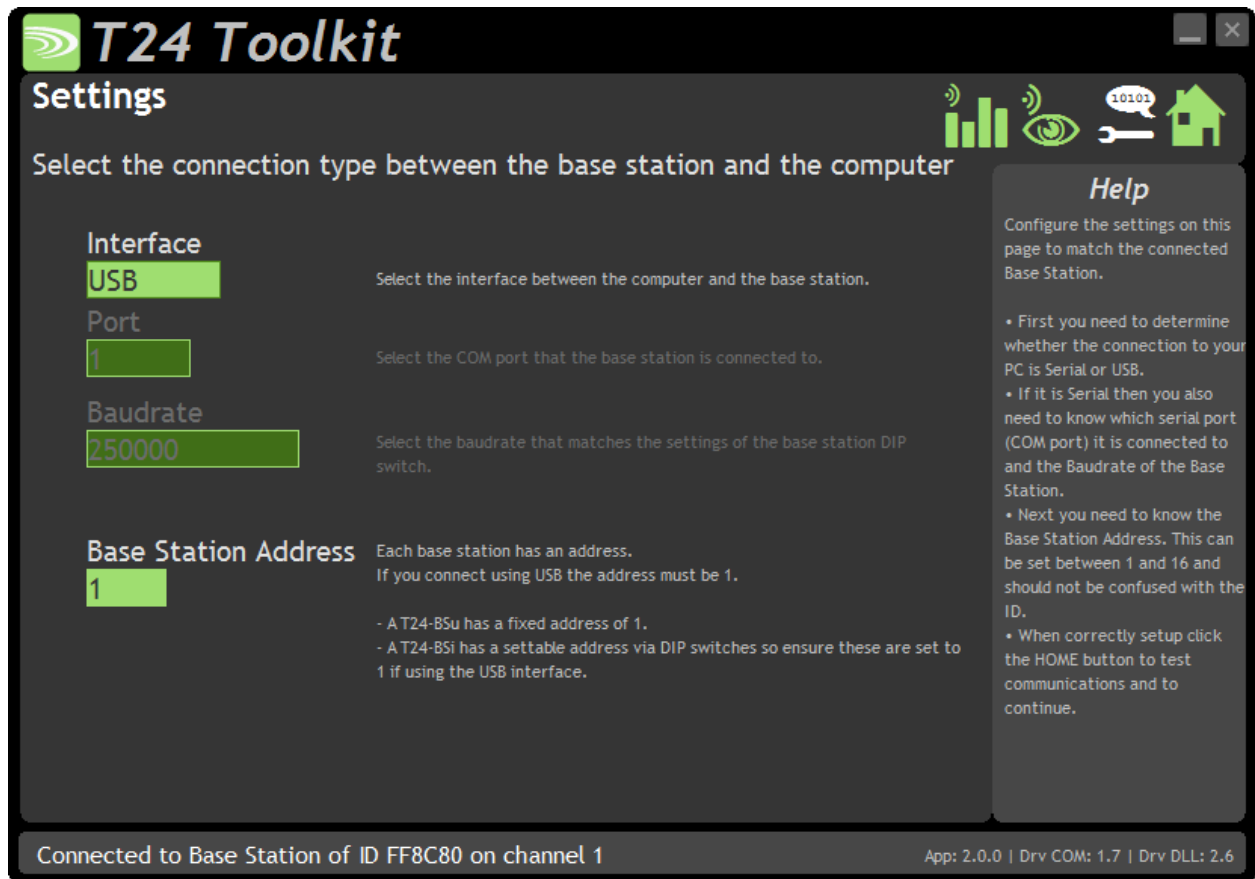 T24 Toolkit
Settings
10101
Select the connection type between the base station and the computer
Interface
USB
Select the interface between the computer and the base station.
Port
1
Select the COM port that the base station is connected to.
Baudrate
250000
Select the baudrate that matches the settings of the base station DIP
switch.
Base Station Address
1
Each base station has an address.
If you connect using USB the address must be 1.
- A T24-BSu has a fixed address of 1.
- A T24-BSi has a settable address via DIP switches so ensure these are set to
1 if using the USB interface.
Help
Configure the settings on this
page to match the connected
Base Station.
• First you need to determine
whether the connection to your
PC is Serial or USB.
• If it is Serial then you also
need to know which serial port
(COM port) it is connected to
and the Baudrate of the Base
Station.
• Next you need to know the
Base Station Address. This can
be set between 1 and 16 and
should not be confused with the
ID.
• When correctly setup click
the HOME button to test
communications and to
continue.
Connected to Base Station of ID FF8C80 on channel 1
App: 2.0.0 | Drv COM: 1.7 | Drv DLL: 2.6